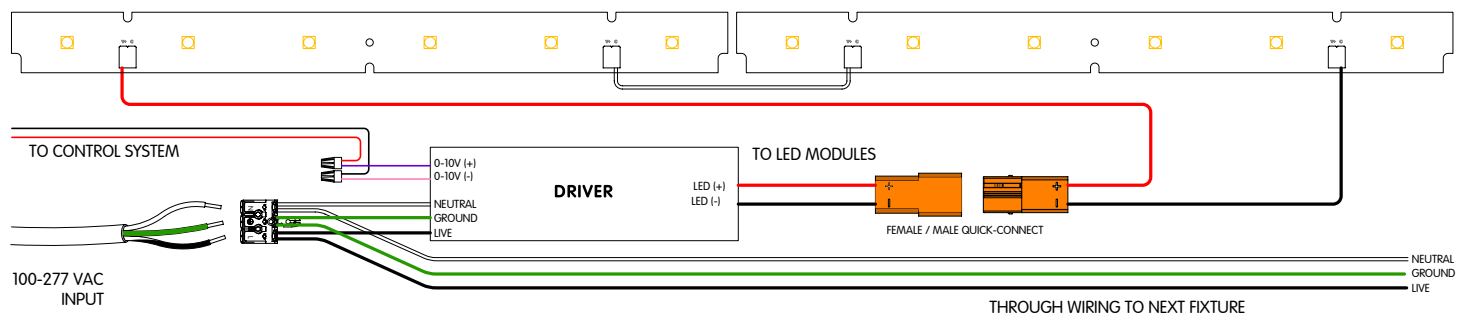 TO CONTROL SYSTEM
0-10V (+)
0-10V (-)
NEUTRAL
GROUND
LIVE
DRIVER
LED (+)
LED (-)
TO LED MODULES
+
-
+
-
FEMALE / MALE QUICK-CONNECT
100-277 VAC
INPUT
NEUTRAL
GROUND
LIVE
THROUGH WIRING TO NEXT FIXTURE